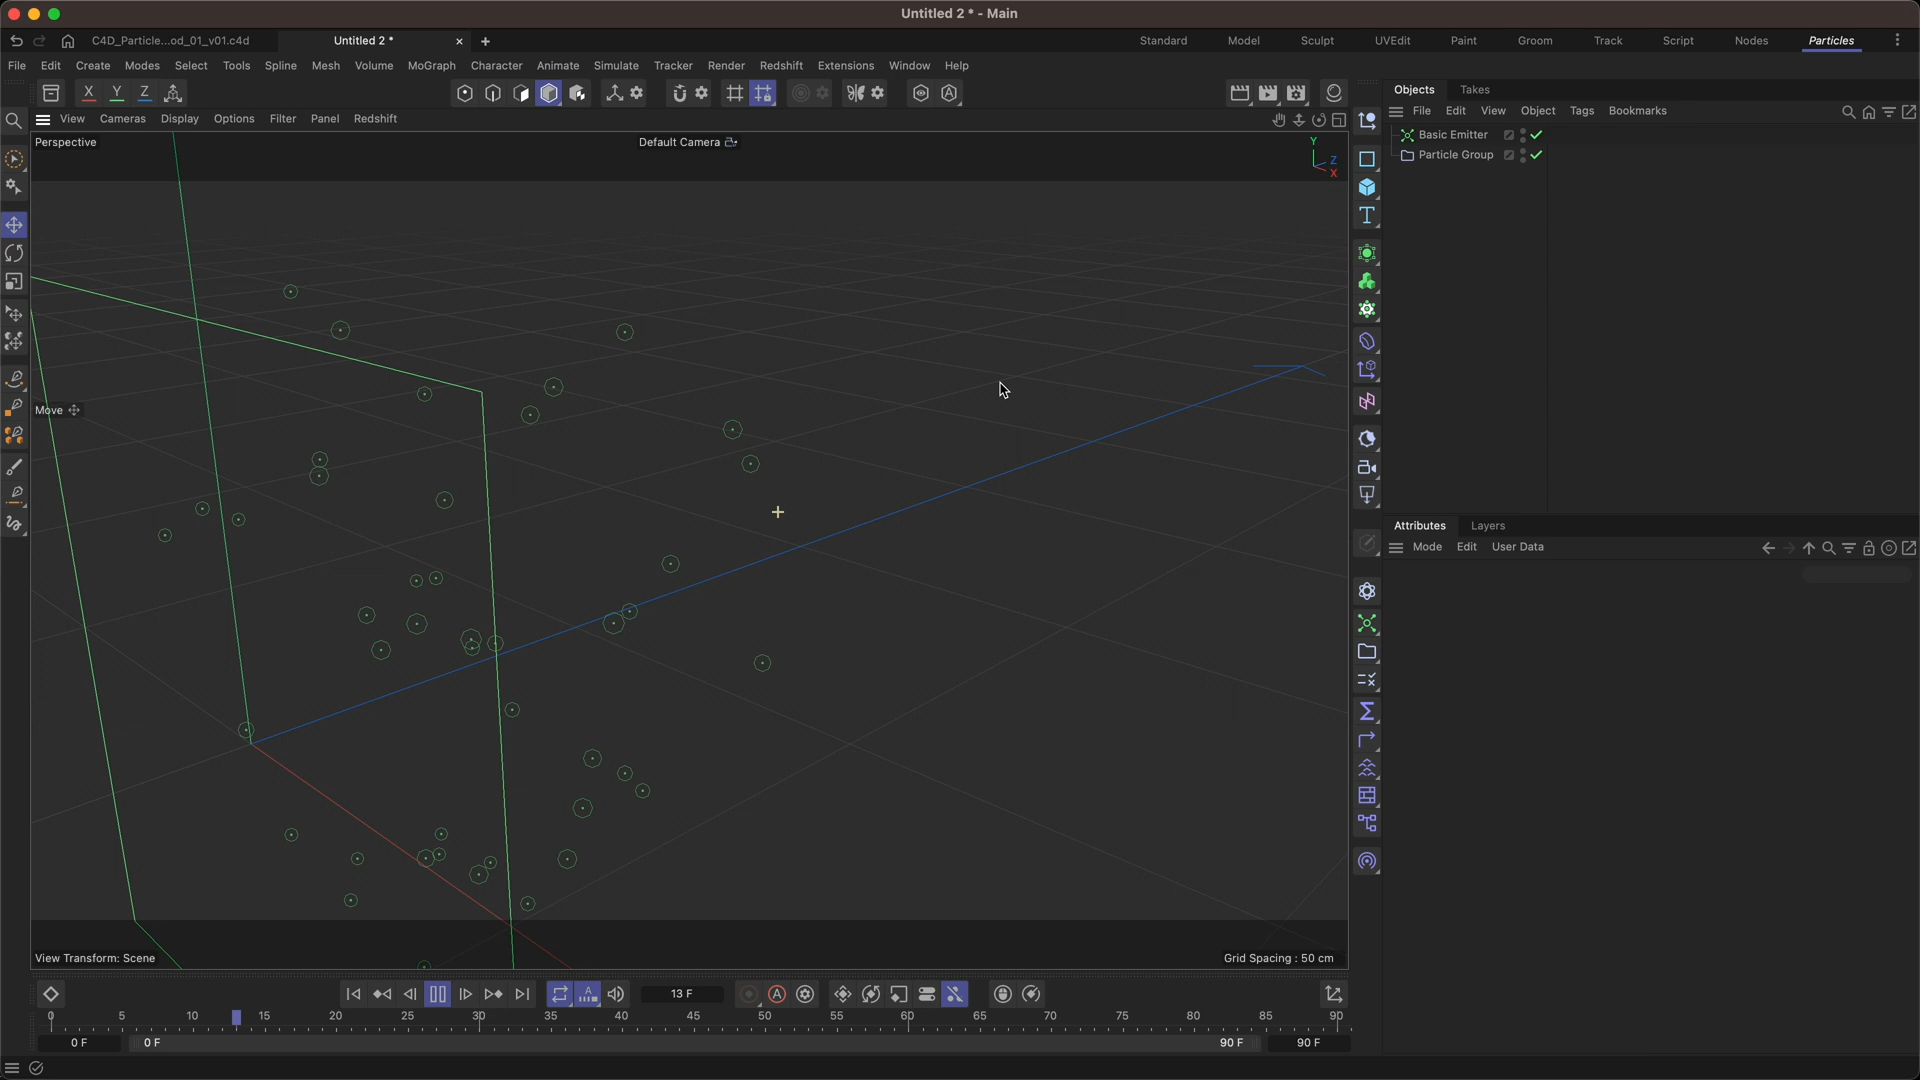 Untitled 2 * - Main
C4D_Particle...od_01_v01.c4d
Untitled 2 *
Standard Model Sculpt UVEdit Paint Groom Track Script Nodes Particles
File Edit Create Modes Select Tools Spline Mesh Volume MoGraph Character Animate Simulate Tracker Render Redshift Extensions Window Help
X Y Z
View Cameras Display Options Filter Panel Redshift
Perspective
Default Camera
Y
Z
X
Move
View Transform: Scene
Grid Spacing : 50 cm
Objects Takes
File Edit View Object Tags Bookmarks
Basic Emitter
Particle Group
Attributes Layers
Mode Edit User Data
13 F
0 5 10 15 20 25 30 35 40 45 50 55 60 65 70 75 80 85 90
0 F 0 F 90 F 90 F